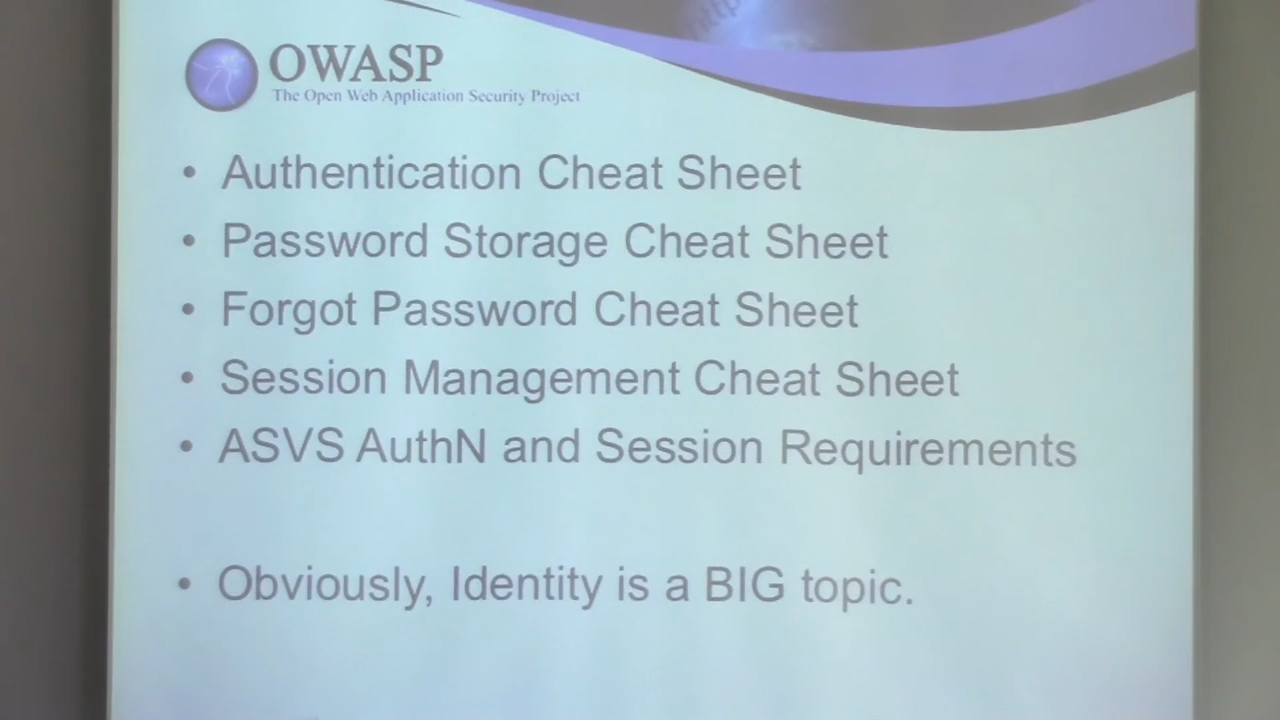 OWASP
The Open Web Application Security Project
• Authentication Cheat Sheet
• Password Storage Cheat Sheet
• Forgot Password Cheat Sheet
• Session Management Cheat Sheet
• ASVS AuthN and Session Requirements
• Obviously, Identity is a BIG topic.